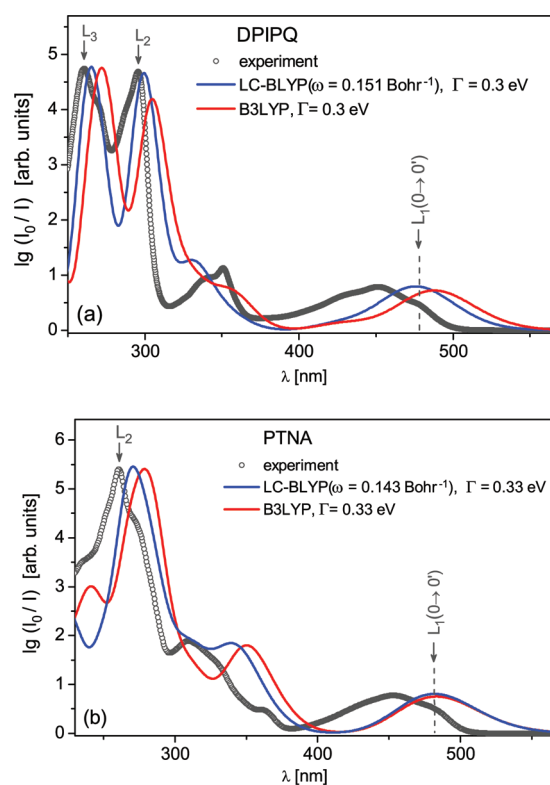 L₃
L₂
DPIPQ
experiment
LC-BLYP(ω = 0.151 Bohr⁻¹), Γ = 0.3 eV
B3LYP, Γ= 0.3 eV
lg (I₀ / I) [arb. units]
L₁(0→ 0')
5
4
3
2
1
0
(a)
300
400
500
λ [nm]
L₂
PTNA
experiment
LC-BLYP(ω = 0.143 Bohr⁻¹), Γ = 0.33 eV
B3LYP, Γ= 0.33 eV
lg (I₀ / I) [arb. units]
L₁(0→ 0')
6
5
4
3
2
1
0
(b)
300
400
500
λ [nm]